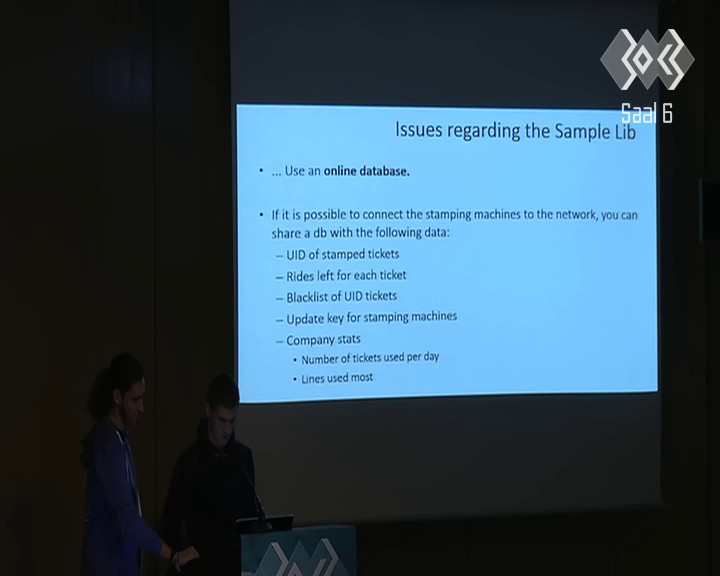 Saal 6
Issues regarding the Sample Lib
• ... Use an online database.
• If it is possible to connect the stamping machines to the network, you can
share a db with the following data:
– UID of stamped tickets
– Rides left for each ticket
– Blacklist of UID tickets
– Update key for stamping machines
– Company stats
• Number of tickets used per day
• Lines used most